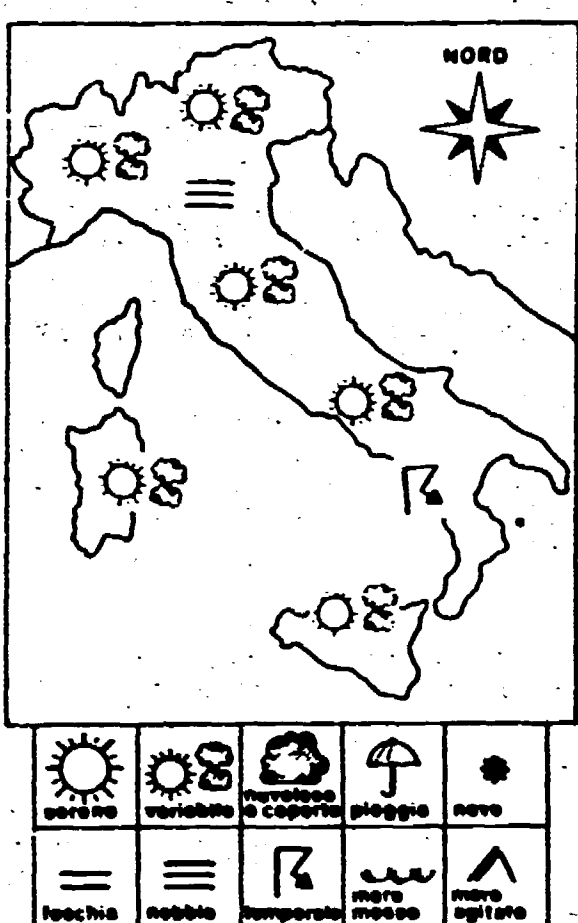 NORD
sereno
variabile
nuvoloso
o coperto
pioggia
neve
foschia
nebbia
temporale
mare
mosso
mare
agitato